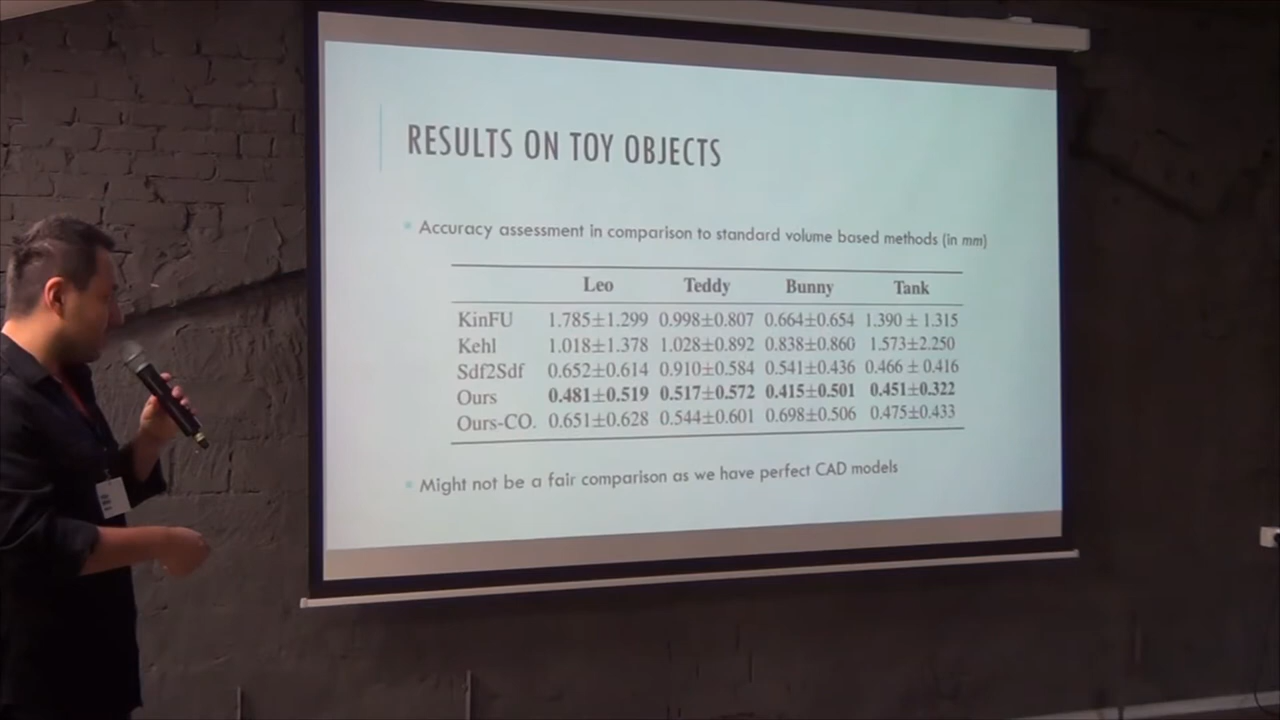 RESULTS ON TOY OBJECTS
Accuracy assessment in comparison to standard volume based methods (in mm)
Leo Teddy Bunny Tank
KinFU 1.785±1.299 0.998±0.807 0.664±0.654 1.390 ± 1.315
Kehl 1.018±1.378 1.028±0.892 0.838±0.860 1.573±2.250
Sdf2Sdf 0.652±0.614 0.910±0.584 0.541±0.436 0.466 ± 0.416
Ours 0.481±0.519 0.517±0.572 0.415±0.501 0.451±0.322
Ours-CO. 0.651±0.628 0.544±0.601 0.698±0.506 0.475±0.433
Might not be a fair comparison as we have perfect CAD models